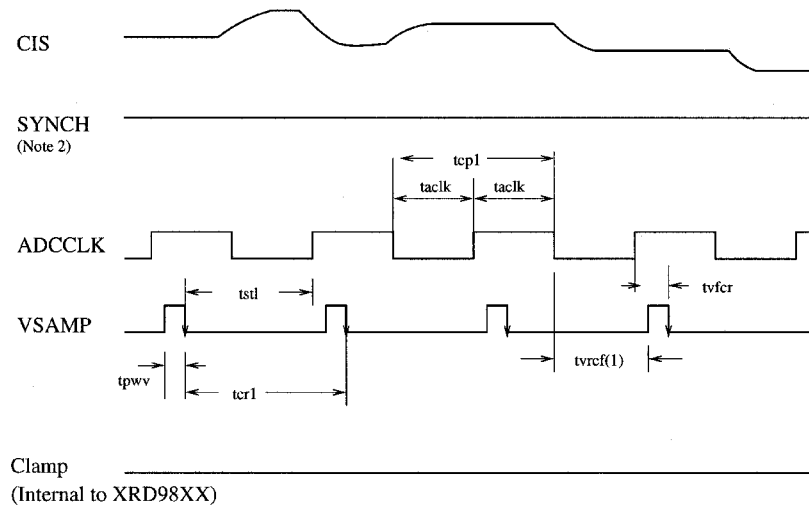 CIS
SYNCH
(Note 2)
tcp1
taclk
taclk
ADCCLK
tstl
tvfcr
VSAMP
tpwv
tcr1
tvrcf(1)
Clamp
(Internal to XRD98XX)